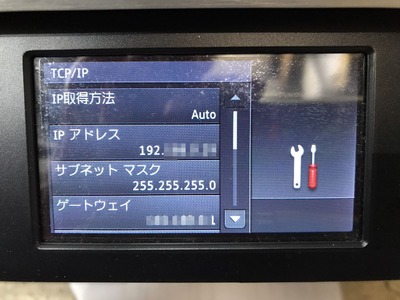 TCP/IP
IP取得方法
Auto
IP アドレス
192.
サブネット マスク
255.255.255.0
ゲートウェイ